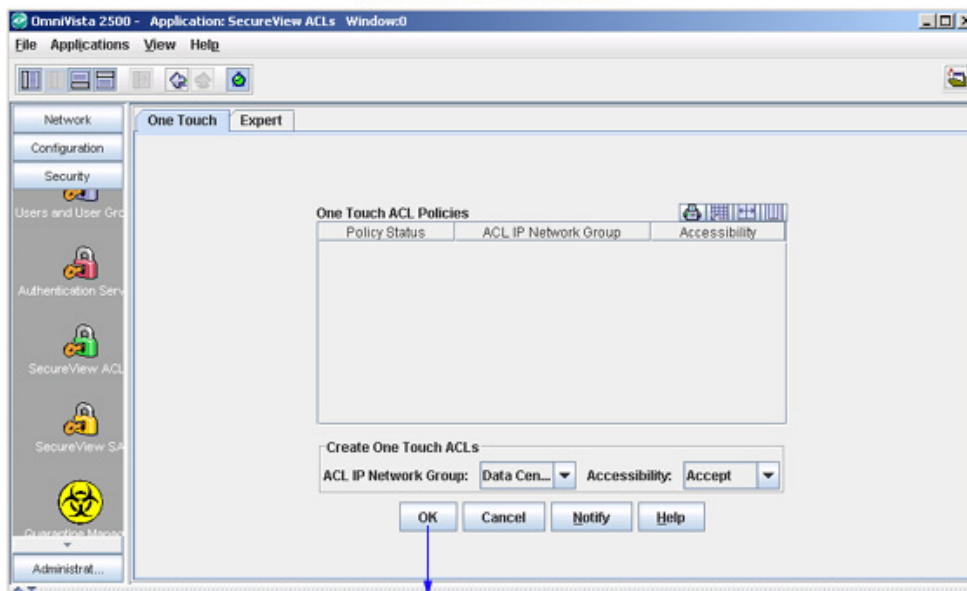 OmniVista 2500 - Application: SecureView ACLs Window:0
File Applications View Help
Network
Configuration
Security
Users and User Gro
Authentication Serv
SecureView ACL
SecureView SA
Quarantine Manag
Administrat...
One Touch Expert
One Touch ACL Policies
Policy Status ACL IP Network Group Accessibility
Create One Touch ACLs
ACL IP Network Group: Data Cen... Accessibility: Accept
OK Cancel Notify Help